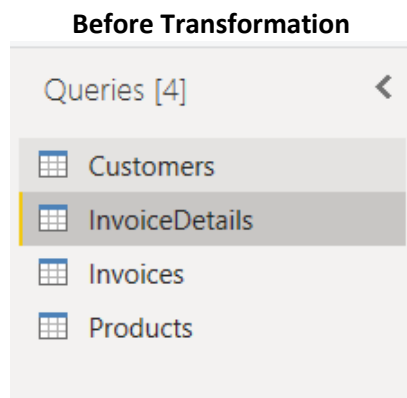 Before Transformation
Queries [4]
Customers
InvoiceDetails
Invoices
Products